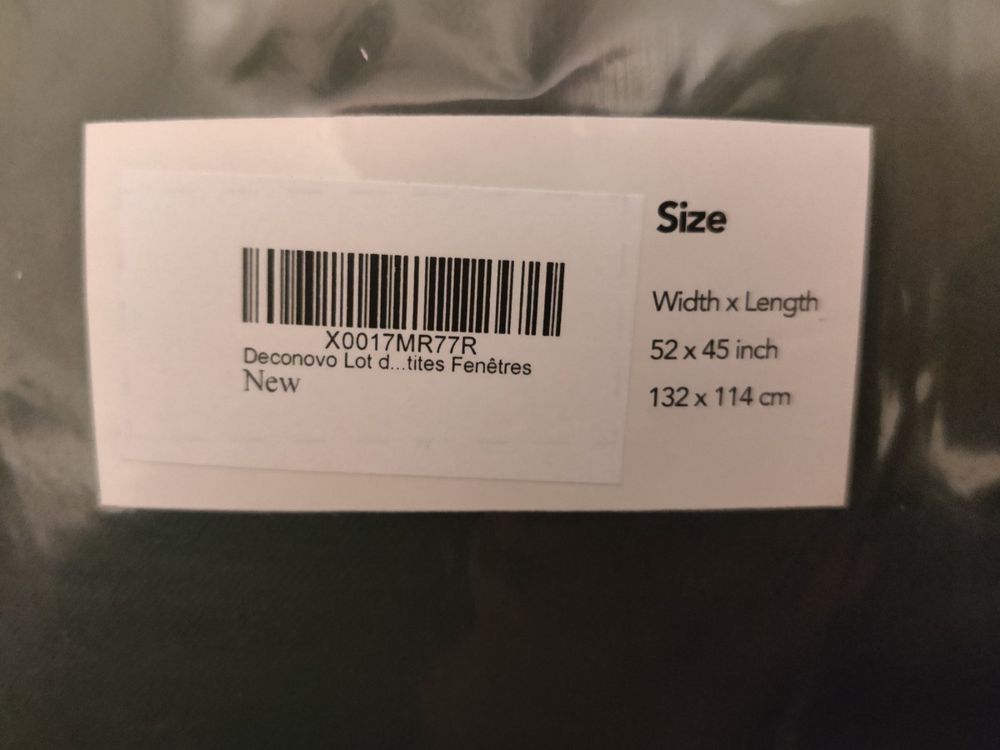 X0017MR77R
Deconovo Lot d...tites Fenêtres
New
Size
Width x Length
52 x 45 inch
132 x 114 cm